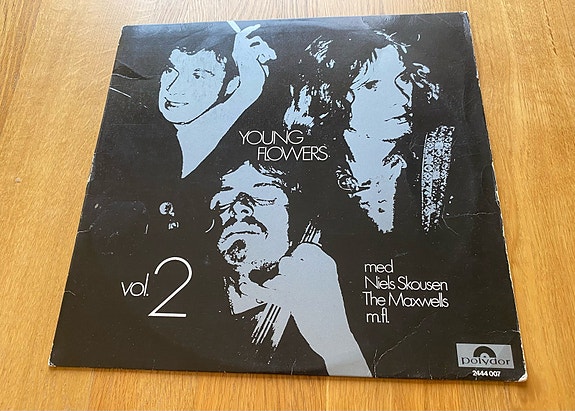 YOUNG
FLOWERS
vol. 2
med
Niels Skousen
The Maxwells
m.fl.
polydor
2444 007